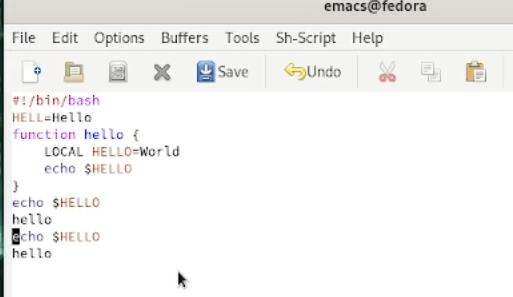 emacs@fedora
File Edit Options Buffers Tools Sh-Script Help
Save Undo
#!/bin/bash
HELL=Hello
function hello {
    LOCAL HELLO=World
    echo $HELLO
}
echo $HELLO
hello
echo $HELLO
hello